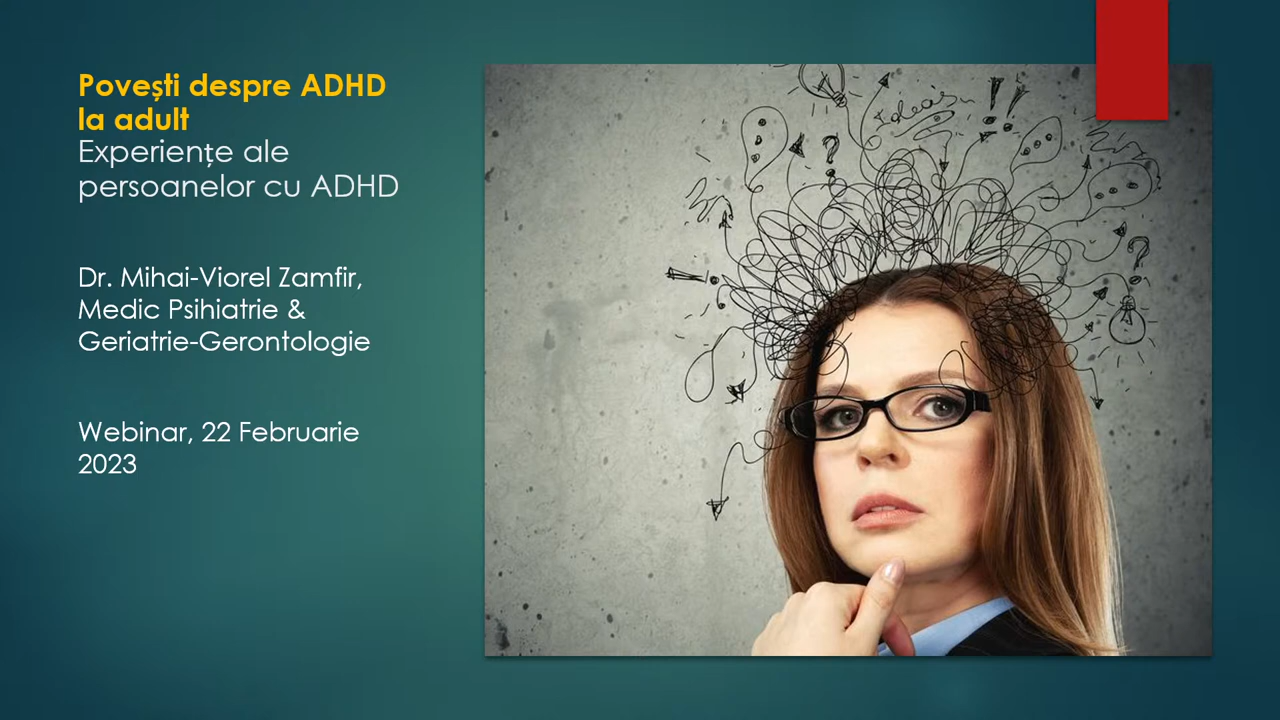 Povești despre ADHD
la adult
Experiențe ale
persoanelor cu ADHD
Dr. Mihai-Viorel Zamfir,
Medic Psihiatrie &
Geriatrie-Gerontologie
Webinar, 22 Februarie
2023
ideas